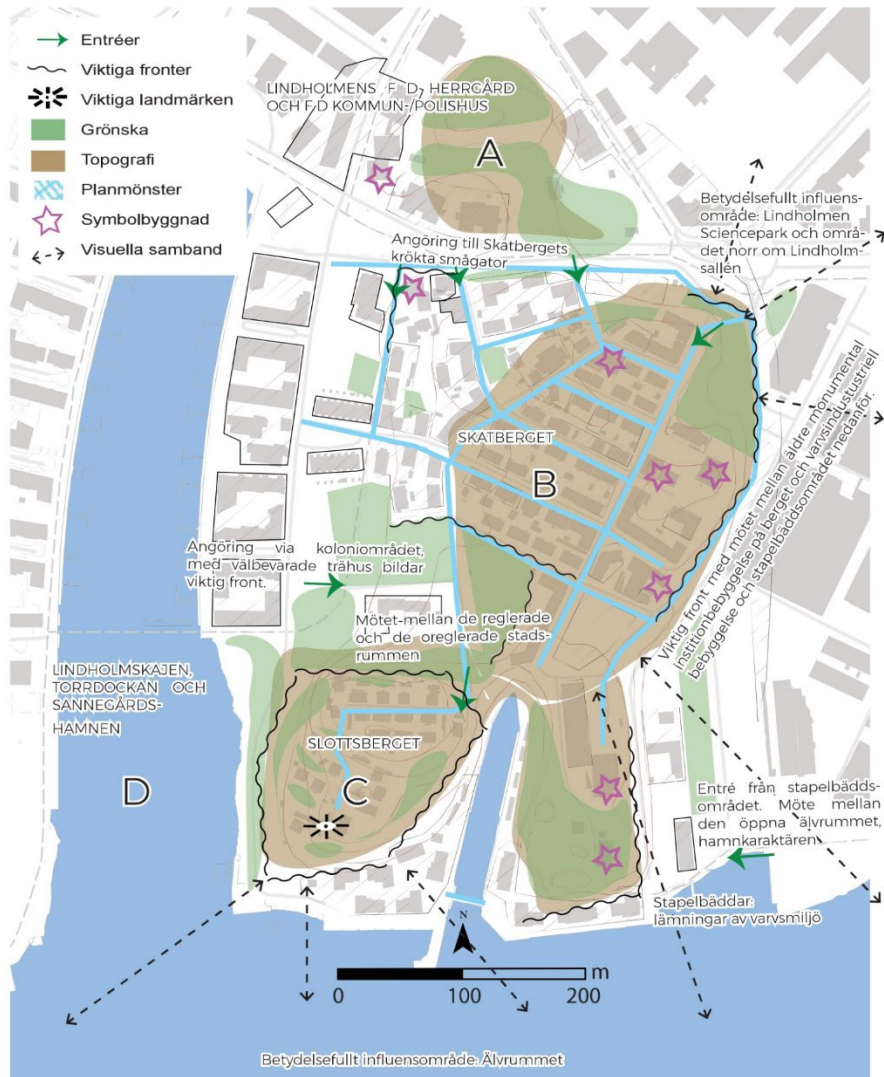 Entréer
Viktiga fronter
Viktiga landmärken
Grönska
Topografi
Planmönster
Symbolbyggnad
Visuella samband
LINDHOLMENS F D, HERRGÅRD
OCH F D KOMMUN-/POLISHUS
A
Betydelsefullt influens-
område: Lindholmen
Sciencepark och områ-
det norr om Lindholm-
sallén
Angöring till Skatbergets
krökta smågator
SKATBERGET
B
Viktig front med mötet mellan äldre monumental
institionbebyggelse på berget och varvsindustustriell
bebyggelse och stapelbäddsområdet nedanför.
Angöring via koloniområdet,
med välbevarade trähus bildar
viktig front.
Mötet mellan de reglerade
och de oreglerade stads-
rummen
LINDHOLMSKAJEN,
TORRDOCKAN OCH
SANNEGÅRDS-
HAMNEN
SLOTTSBERGET
D
C
Entré från stapelbädds-
området. Möte mellan
den öppna älvrummet,
hamnkaraktären
Stapelbäddar:
lämningar av varvsmiljö
N
m
0 100 200
Betydelsefullt influensområde: Älvrummet